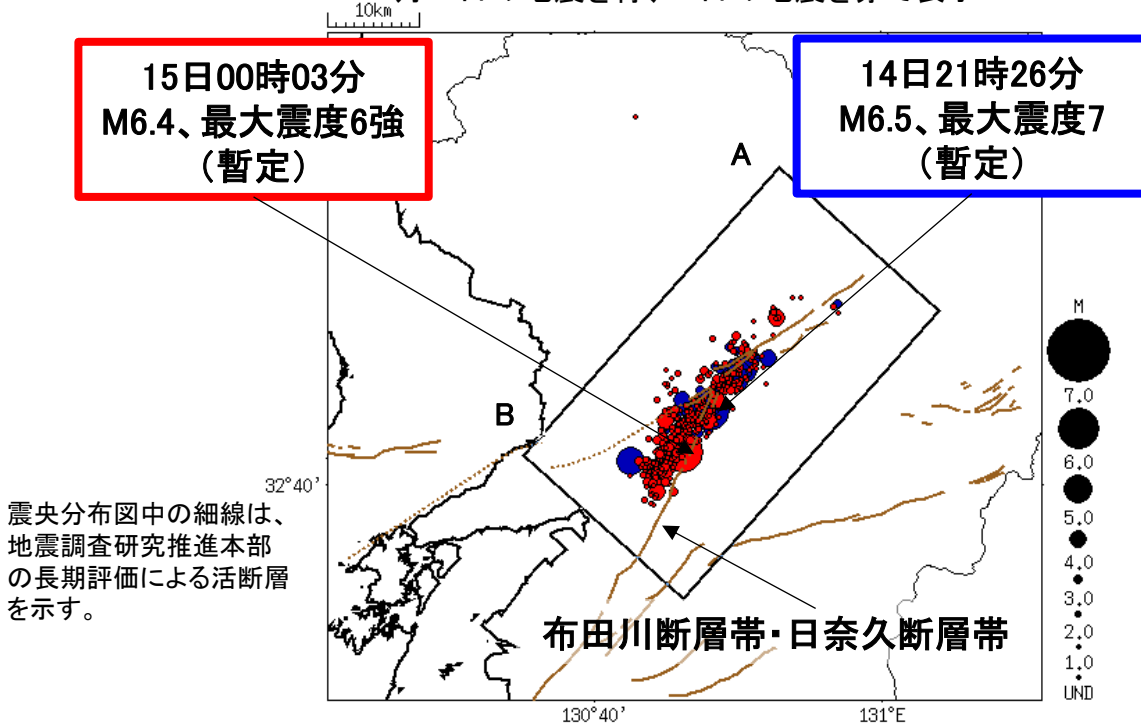 10km
15日00時03分
M6.4、最大震度6強
（暫定）
14日21時26分
M6.5、最大震度7
（暫定）
A
B
M
7.0
6.0
5.0
4.0
3.0
2.0
1.0
UND
32°40'
震央分布図中の細線は、
地震調査研究推進本部
の長期評価による活断層
を示す。
布田川断層帯・日奈久断層帯
130°40'
131°E